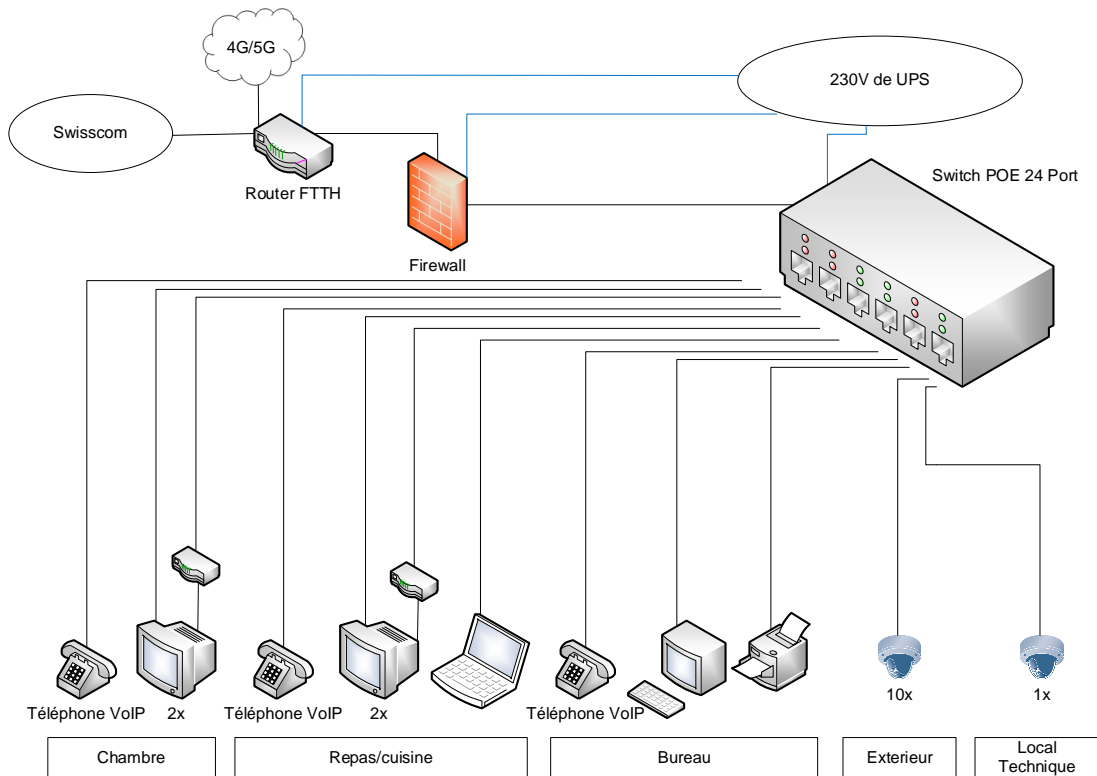 4G/5G
230V de UPS
Swisscom
Switch POE 24 Port
Router FTTH
Firewall
10x
1x
Téléphone VoIP
2x
Téléphone VoIP
2x
Téléphone VoIP
Chambre
Repas/cuisine
Bureau
Exterieur
Local
Technique